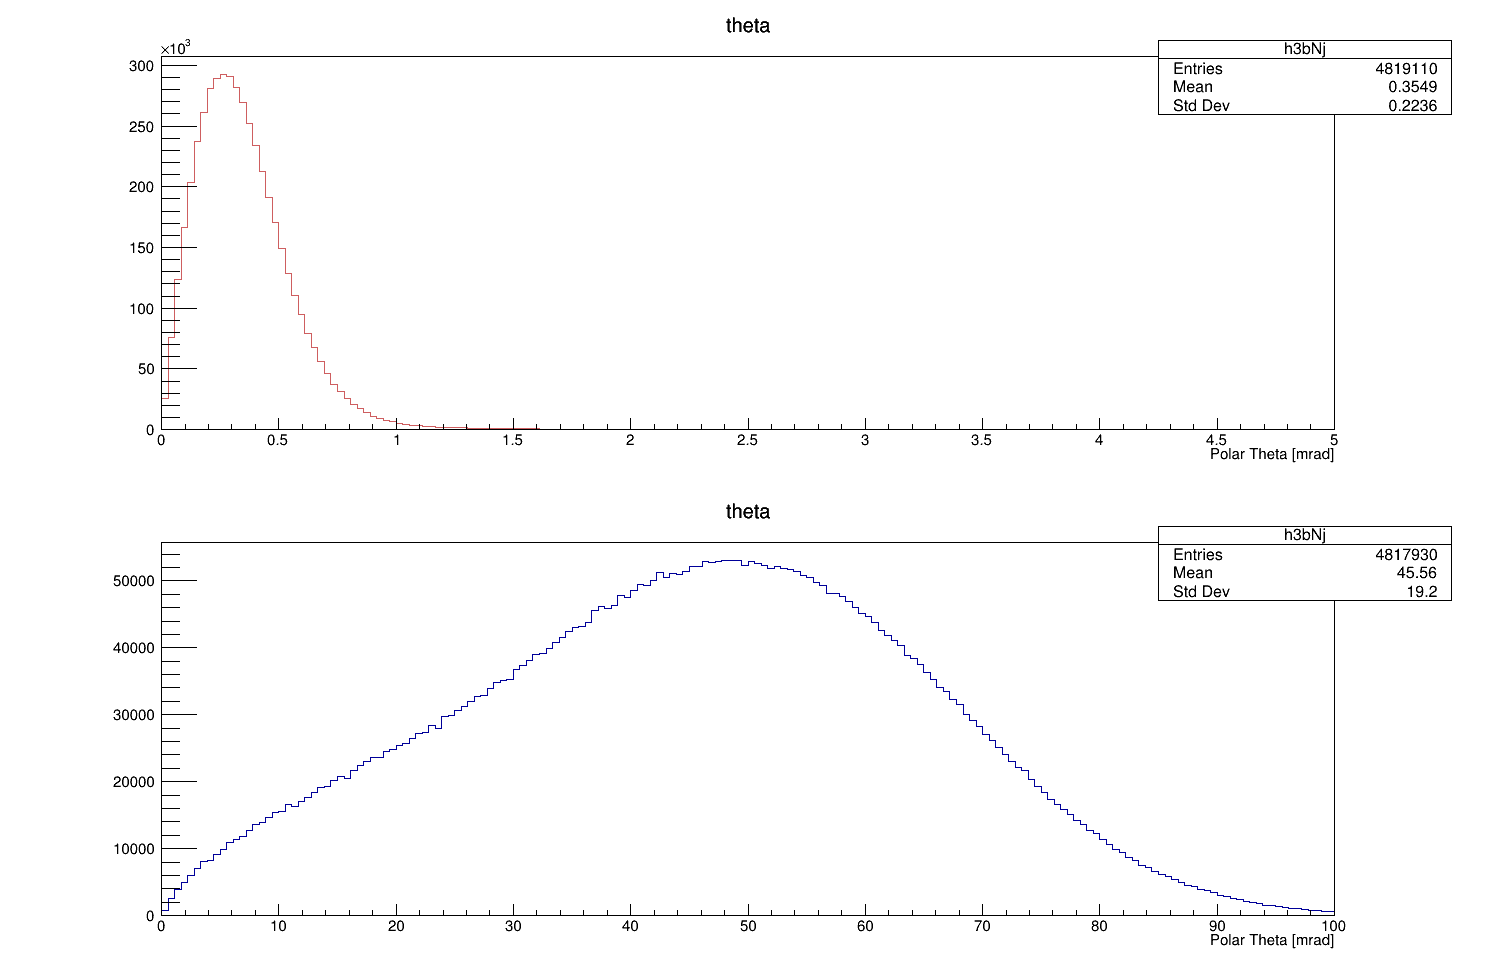 theta
h3bNj
Entries 4819110
Mean 0.3549
Std Dev 0.2236
×10³
300
250
200
150
100
50
0
0 0.5 1 1.5 2 2.5 3 3.5 4 4.5 5
Polar Theta [mrad]
theta
h3bNj
Entries 4817930
Mean 45.56
Std Dev 19.2
50000
40000
30000
20000
10000
0
0 10 20 30 40 50 60 70 80 90 100
Polar Theta [mrad]